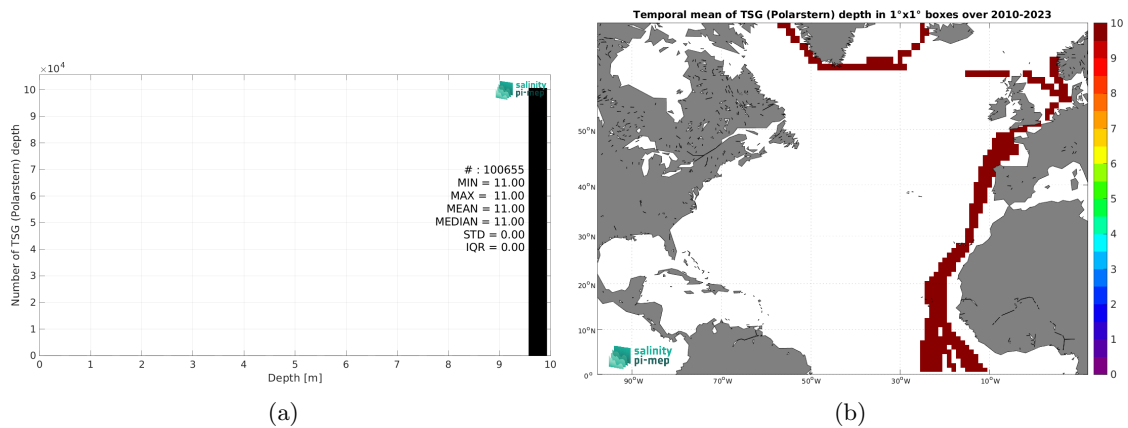 ×10⁴
10
9
8
7
6
5
4
3
2
1
0
Number of TSG (Polarstern) depth
salinity
pi-mep
# : 100655
MIN = 11.00
MAX = 11.00
MEAN = 11.00
MEDIAN = 11.00
STD = 0.00
IQR = 0.00
0 1 2 3 4 5 6 7 8 9 10
Depth [m]
(a)
Temporal mean of TSG (Polarstern) depth in 1°x1° boxes over 2010-2023
50°N
40°N
30°N
20°N
10°N
0°
90°W 70°W 50°W 30°W 10°W
salinity
pi-mep
10
9
8
7
6
5
4
3
2
1
0
(b)